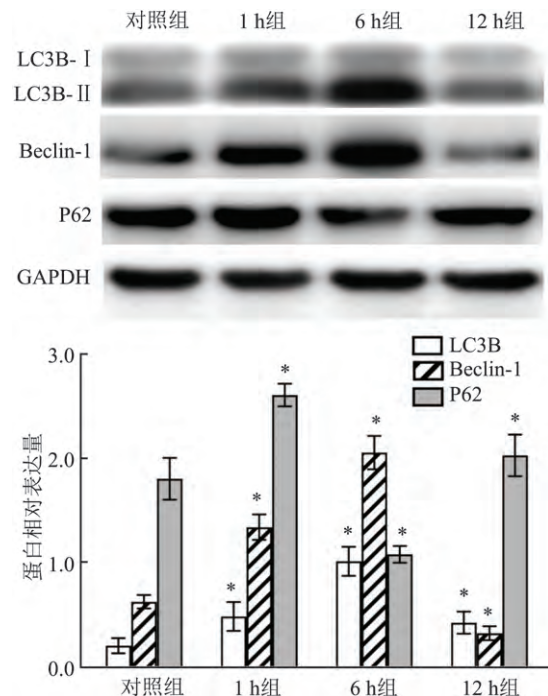 对照组 1 h组 6 h组 12 h组
LC3B-Ⅰ
LC3B-Ⅱ
Beclin-1
P62
GAPDH
蛋白相对表达量
3.0
2.0
1.0
0.0
LC3B
Beclin-1
P62
*
*
*
*
*
*
*
*
*
对照组 1 h组 6 h组 12 h组